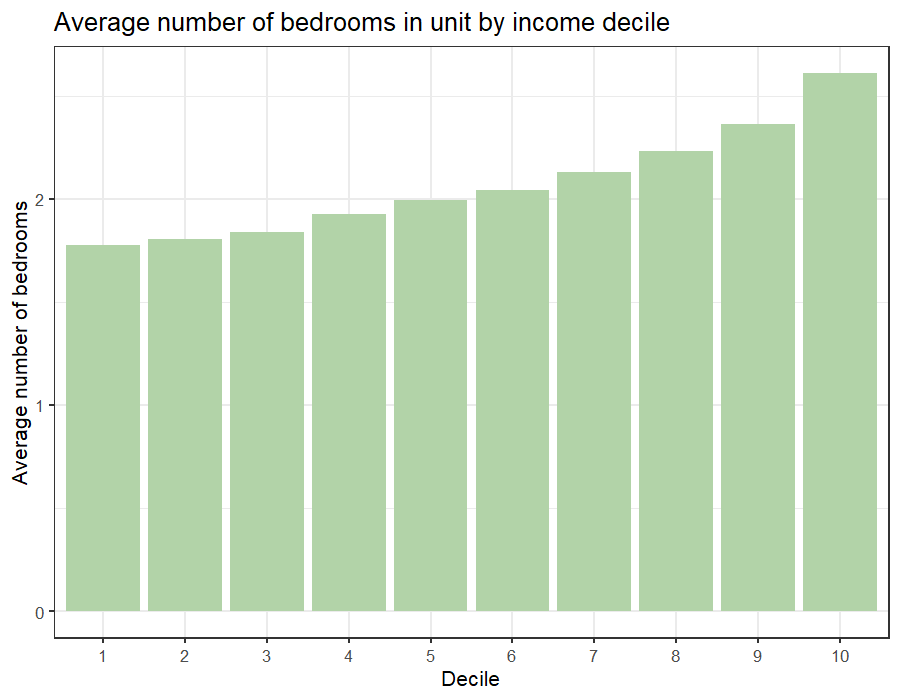 Average number of bedrooms in unit by income decile
Average number of bedrooms
2
1
0
1 2 3 4 5 6 7 8 9 10
Decile